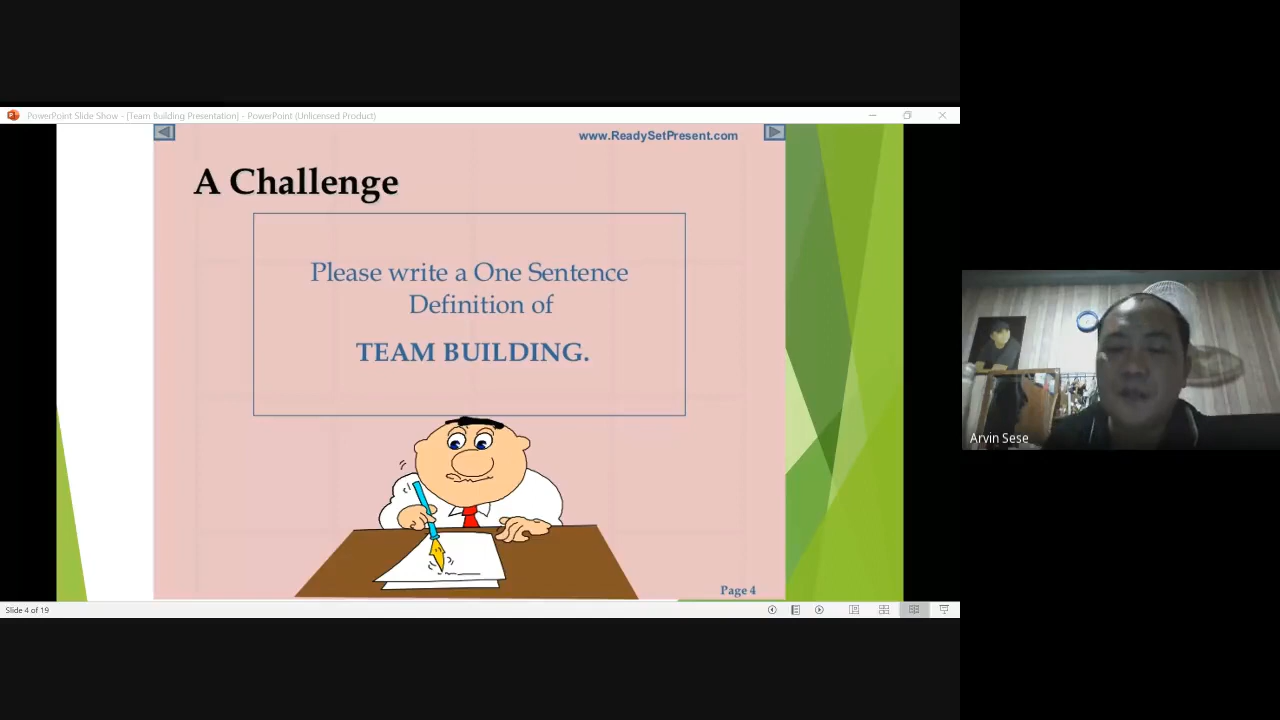 PowerPoint Slide Show - [Team Building Presentation] - PowerPoint (Unlicensed Product)
www.ReadySetPresent.com
A Challenge
Please write a One Sentence
Definition of
TEAM BUILDING.
Arvin Sese
Page 4
Slide 4 of 19